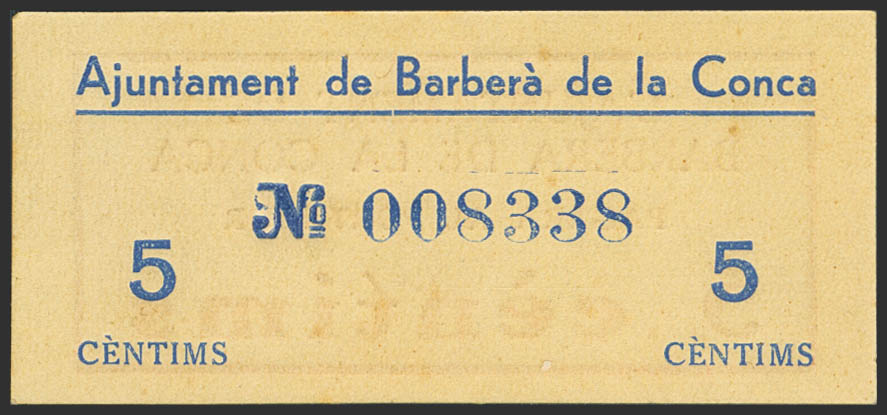 Ajuntament de Barberà de la Conca
Nº 008338
5 5
CÈNTIMS CÈNTIMS